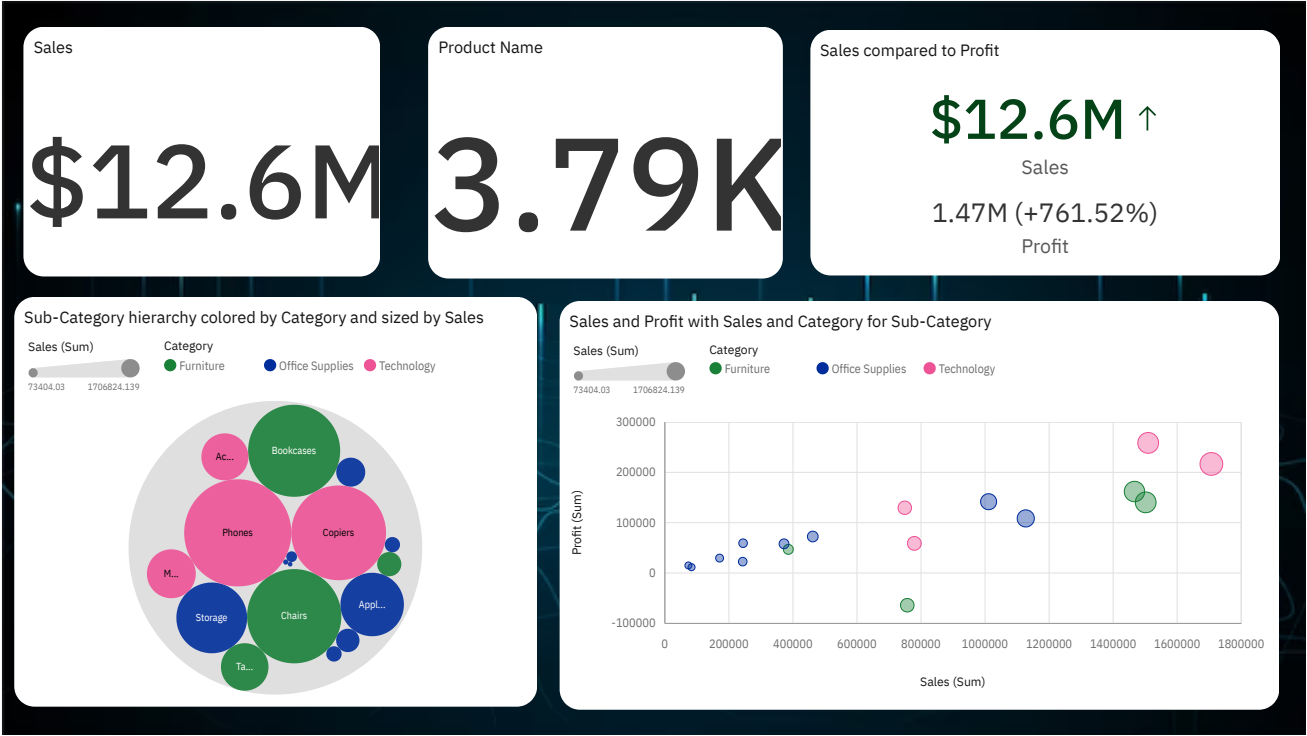 Sales
$12.6M
Product Name
3.79K
Sales compared to Profit
$12.6M ↑
Sales
1.47M (+761.52%)
Profit
Sub-Category hierarchy colored by Category and sized by Sales
Sales (Sum)
73404.03 1706824.139
Category
Furniture Office Supplies Technology
Bookcases
Ac...
Phones
Copiers
M...
Storage
Chairs
Appl...
Ta...
Sales and Profit with Sales and Category for Sub-Category
Sales (Sum)
73404.03 1706824.139
Category
Furniture Office Supplies Technology
Profit (Sum)
300000
200000
100000
0
-100000
0 200000 400000 600000 800000 1000000 1200000 1400000 1600000 1800000
Sales (Sum)